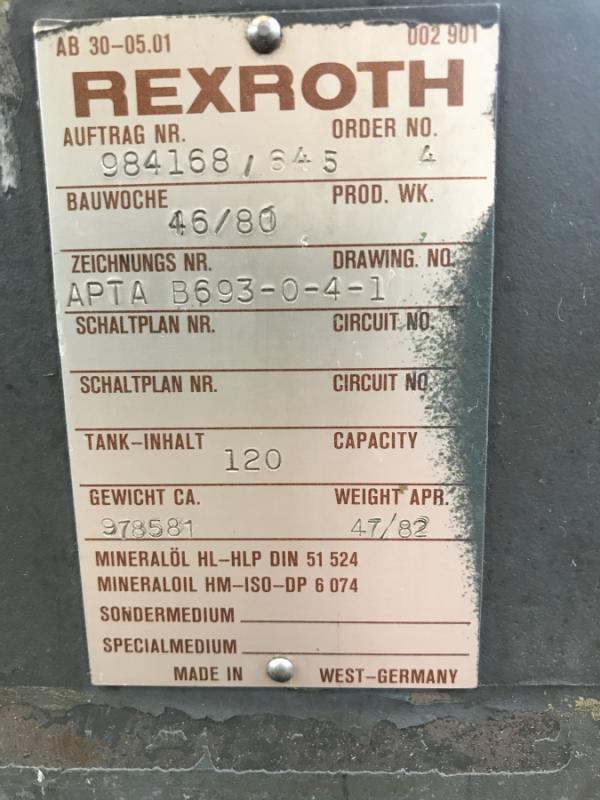 AB 30-05.01 002 901
REXROTH
AUFTRAG NR. ORDER NO.
984168/645 4
BAUWOCHE PROD. WK.
46/80
ZEICHNUNGS NR. DRAWING. NO.
APTA B693-0-4-1
SCHALTPLAN NR. CIRCUIT NO.
SCHALTPLAN NR. CIRCUIT NO.
TANK-INHALT CAPACITY
120
GEWICHT CA. WEIGHT APR.
978581 47/82
MINERALÖL HL-HLP DIN 51 524
MINERALOIL HM-ISO-DP 6 074
SONDERMEDIUM
SPECIALMEDIUM
MADE IN WEST-GERMANY